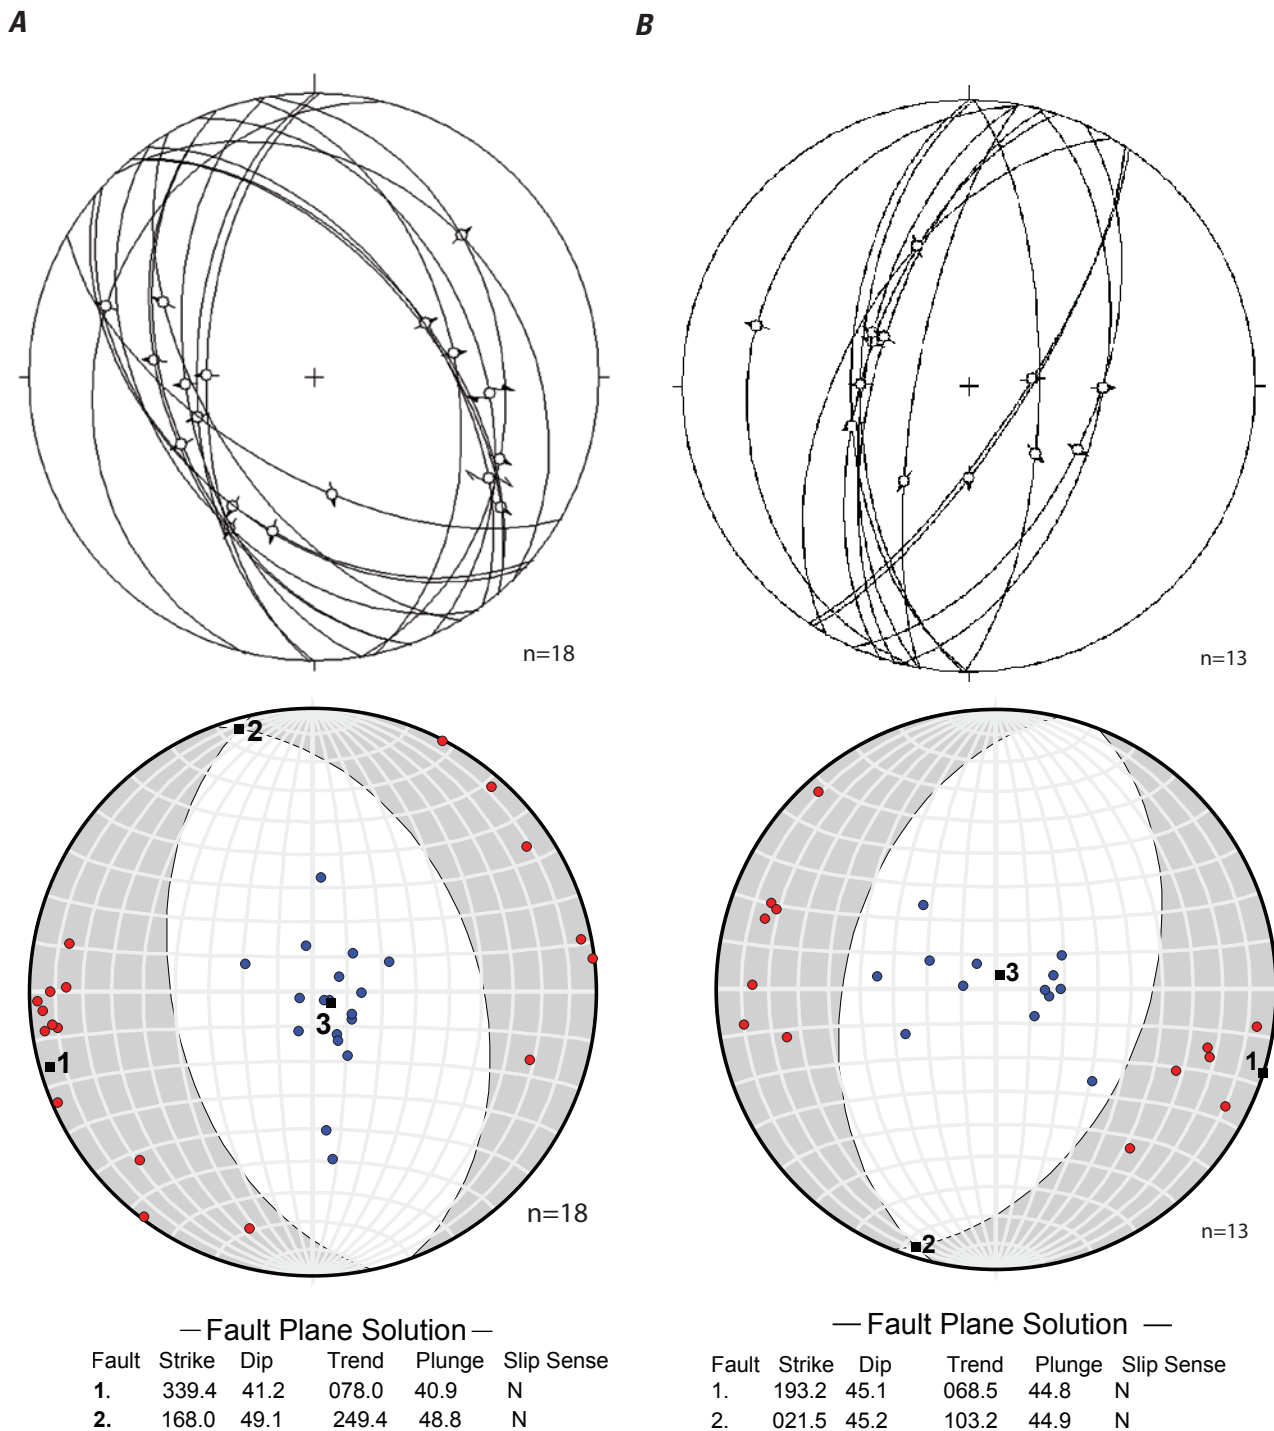 A
B
n=18
n=13
2
3
1
n=18
3
1
2
n=13
— Fault Plane Solution —
Fault Strike Dip Trend Plunge Slip Sense
1. 339.4 41.2 078.0 40.9 N
2. 168.0 49.1 249.4 48.8 N
— Fault Plane Solution —
Fault Strike Dip Trend Plunge Slip Sense
1. 193.2 45.1 068.5 44.8 N
2. 021.5 45.2 103.2 44.9 N